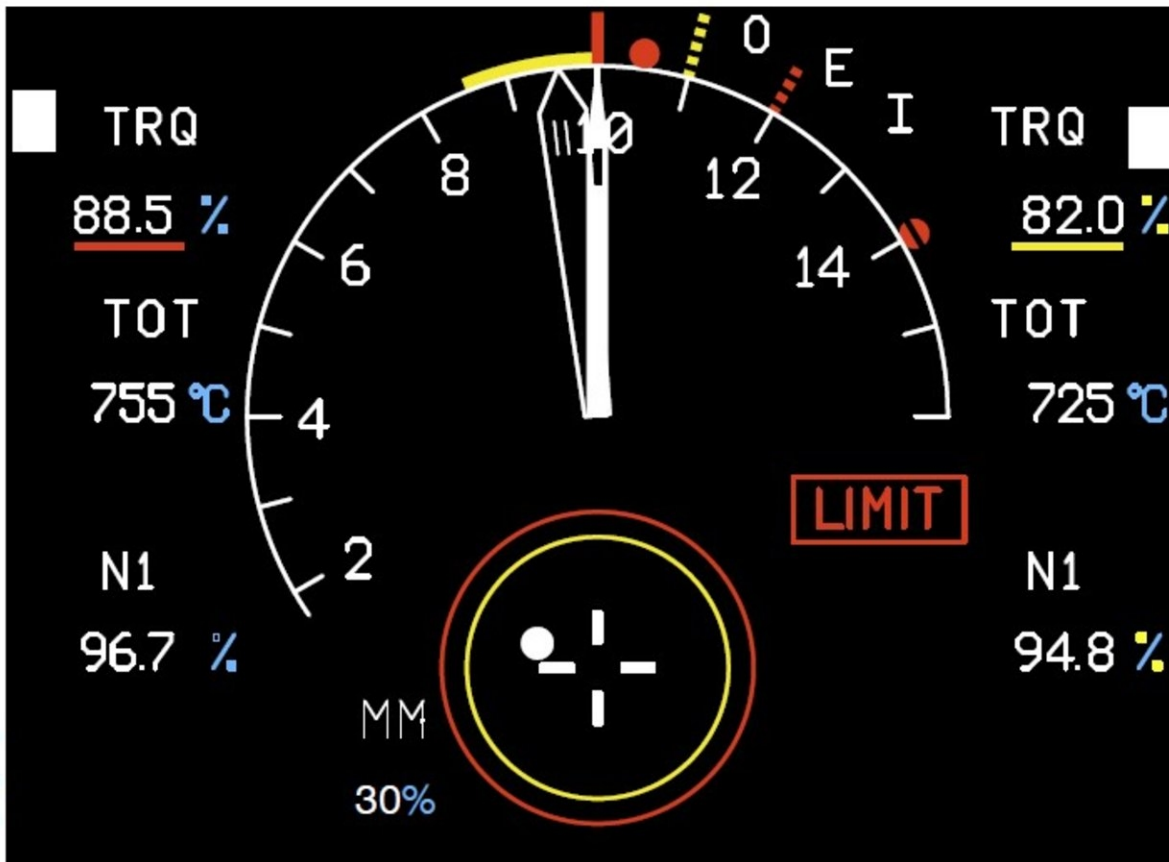 O
E
I
TRQ
TRQ
10
8
12
88.5 %
82.0 %
6
14
TOT
TOT
755 °C
725 °C
4
LIMIT
2
N1
N1
96.7 %
94.8 %
MM
30%